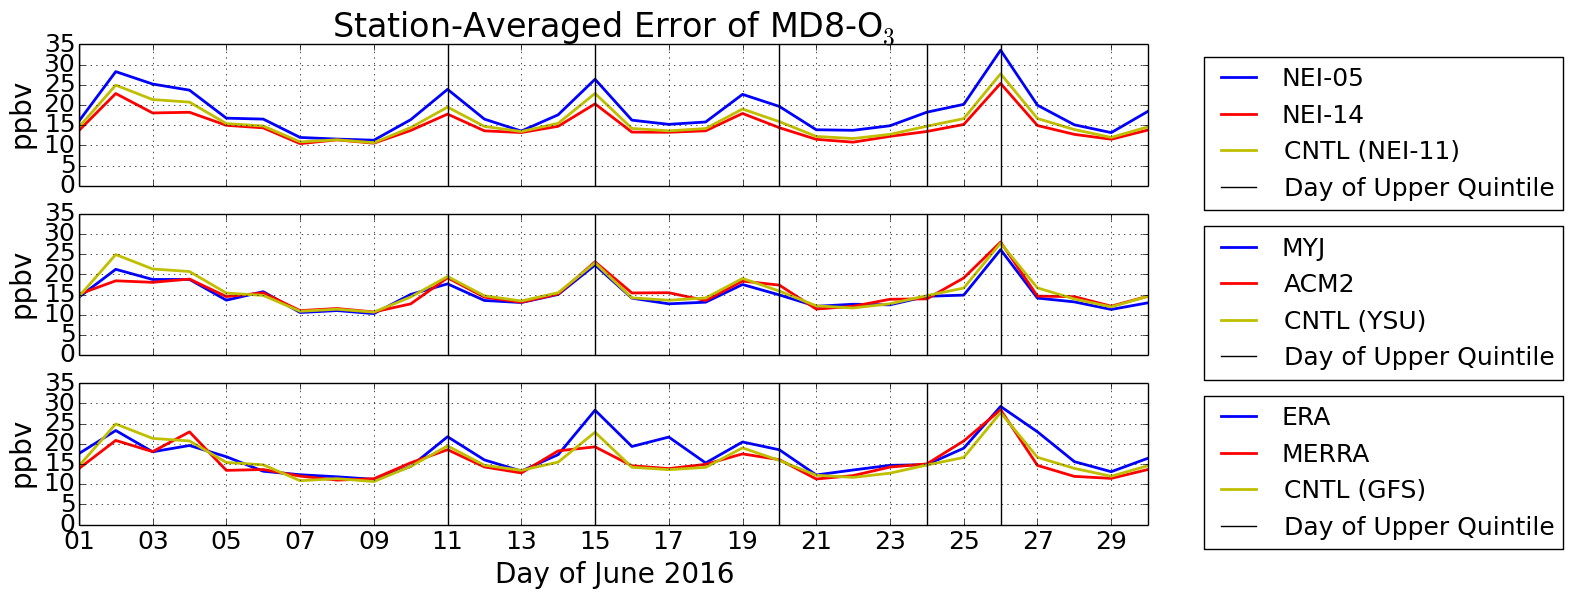 Station-Averaged Error of MD8-O₃
ppbv
35
30
25
20
15
10
5
0
NEI-05
NEI-14
CNTL (NEI-11)
Day of Upper Quintile
ppbv
35
30
25
20
15
10
5
0
MYJ
ACM2
CNTL (YSU)
Day of Upper Quintile
ppbv
35
30
25
20
15
10
5
0
ERA
MERRA
CNTL (GFS)
Day of Upper Quintile
01 03 05 07 09 11 13 15 17 19 21 23 25 27 29
Day of June 2016